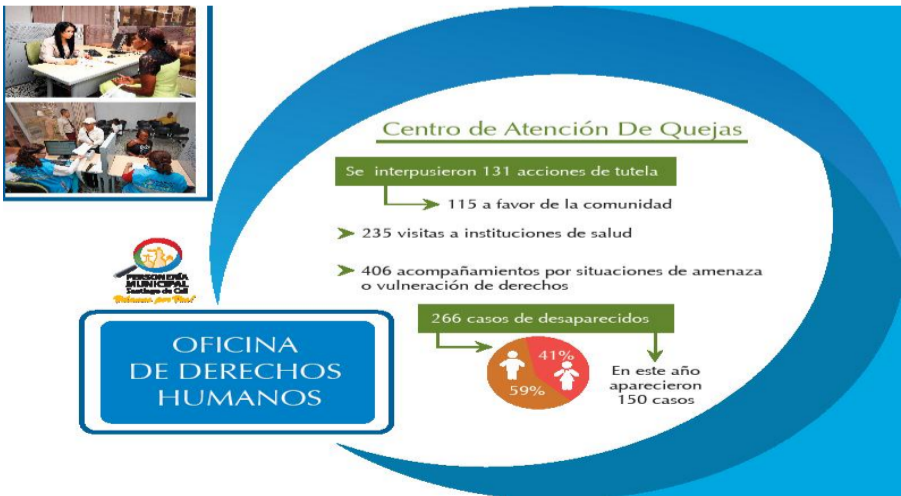 Centro de Atención De Quejas
Se interpusieron 131 acciones de tutela
115 a favor de la comunidad
235 visitas a instituciones de salud
406 acompañamientos por situaciones de amenaza
o vulneración de derechos
266 casos de desaparecidos
41%
59%
En este año
aparecieron
150 casos
PERSONERÍA
MUNICIPAL
Santiago de Cali
OFICINA
DE DERECHOS
HUMANOS